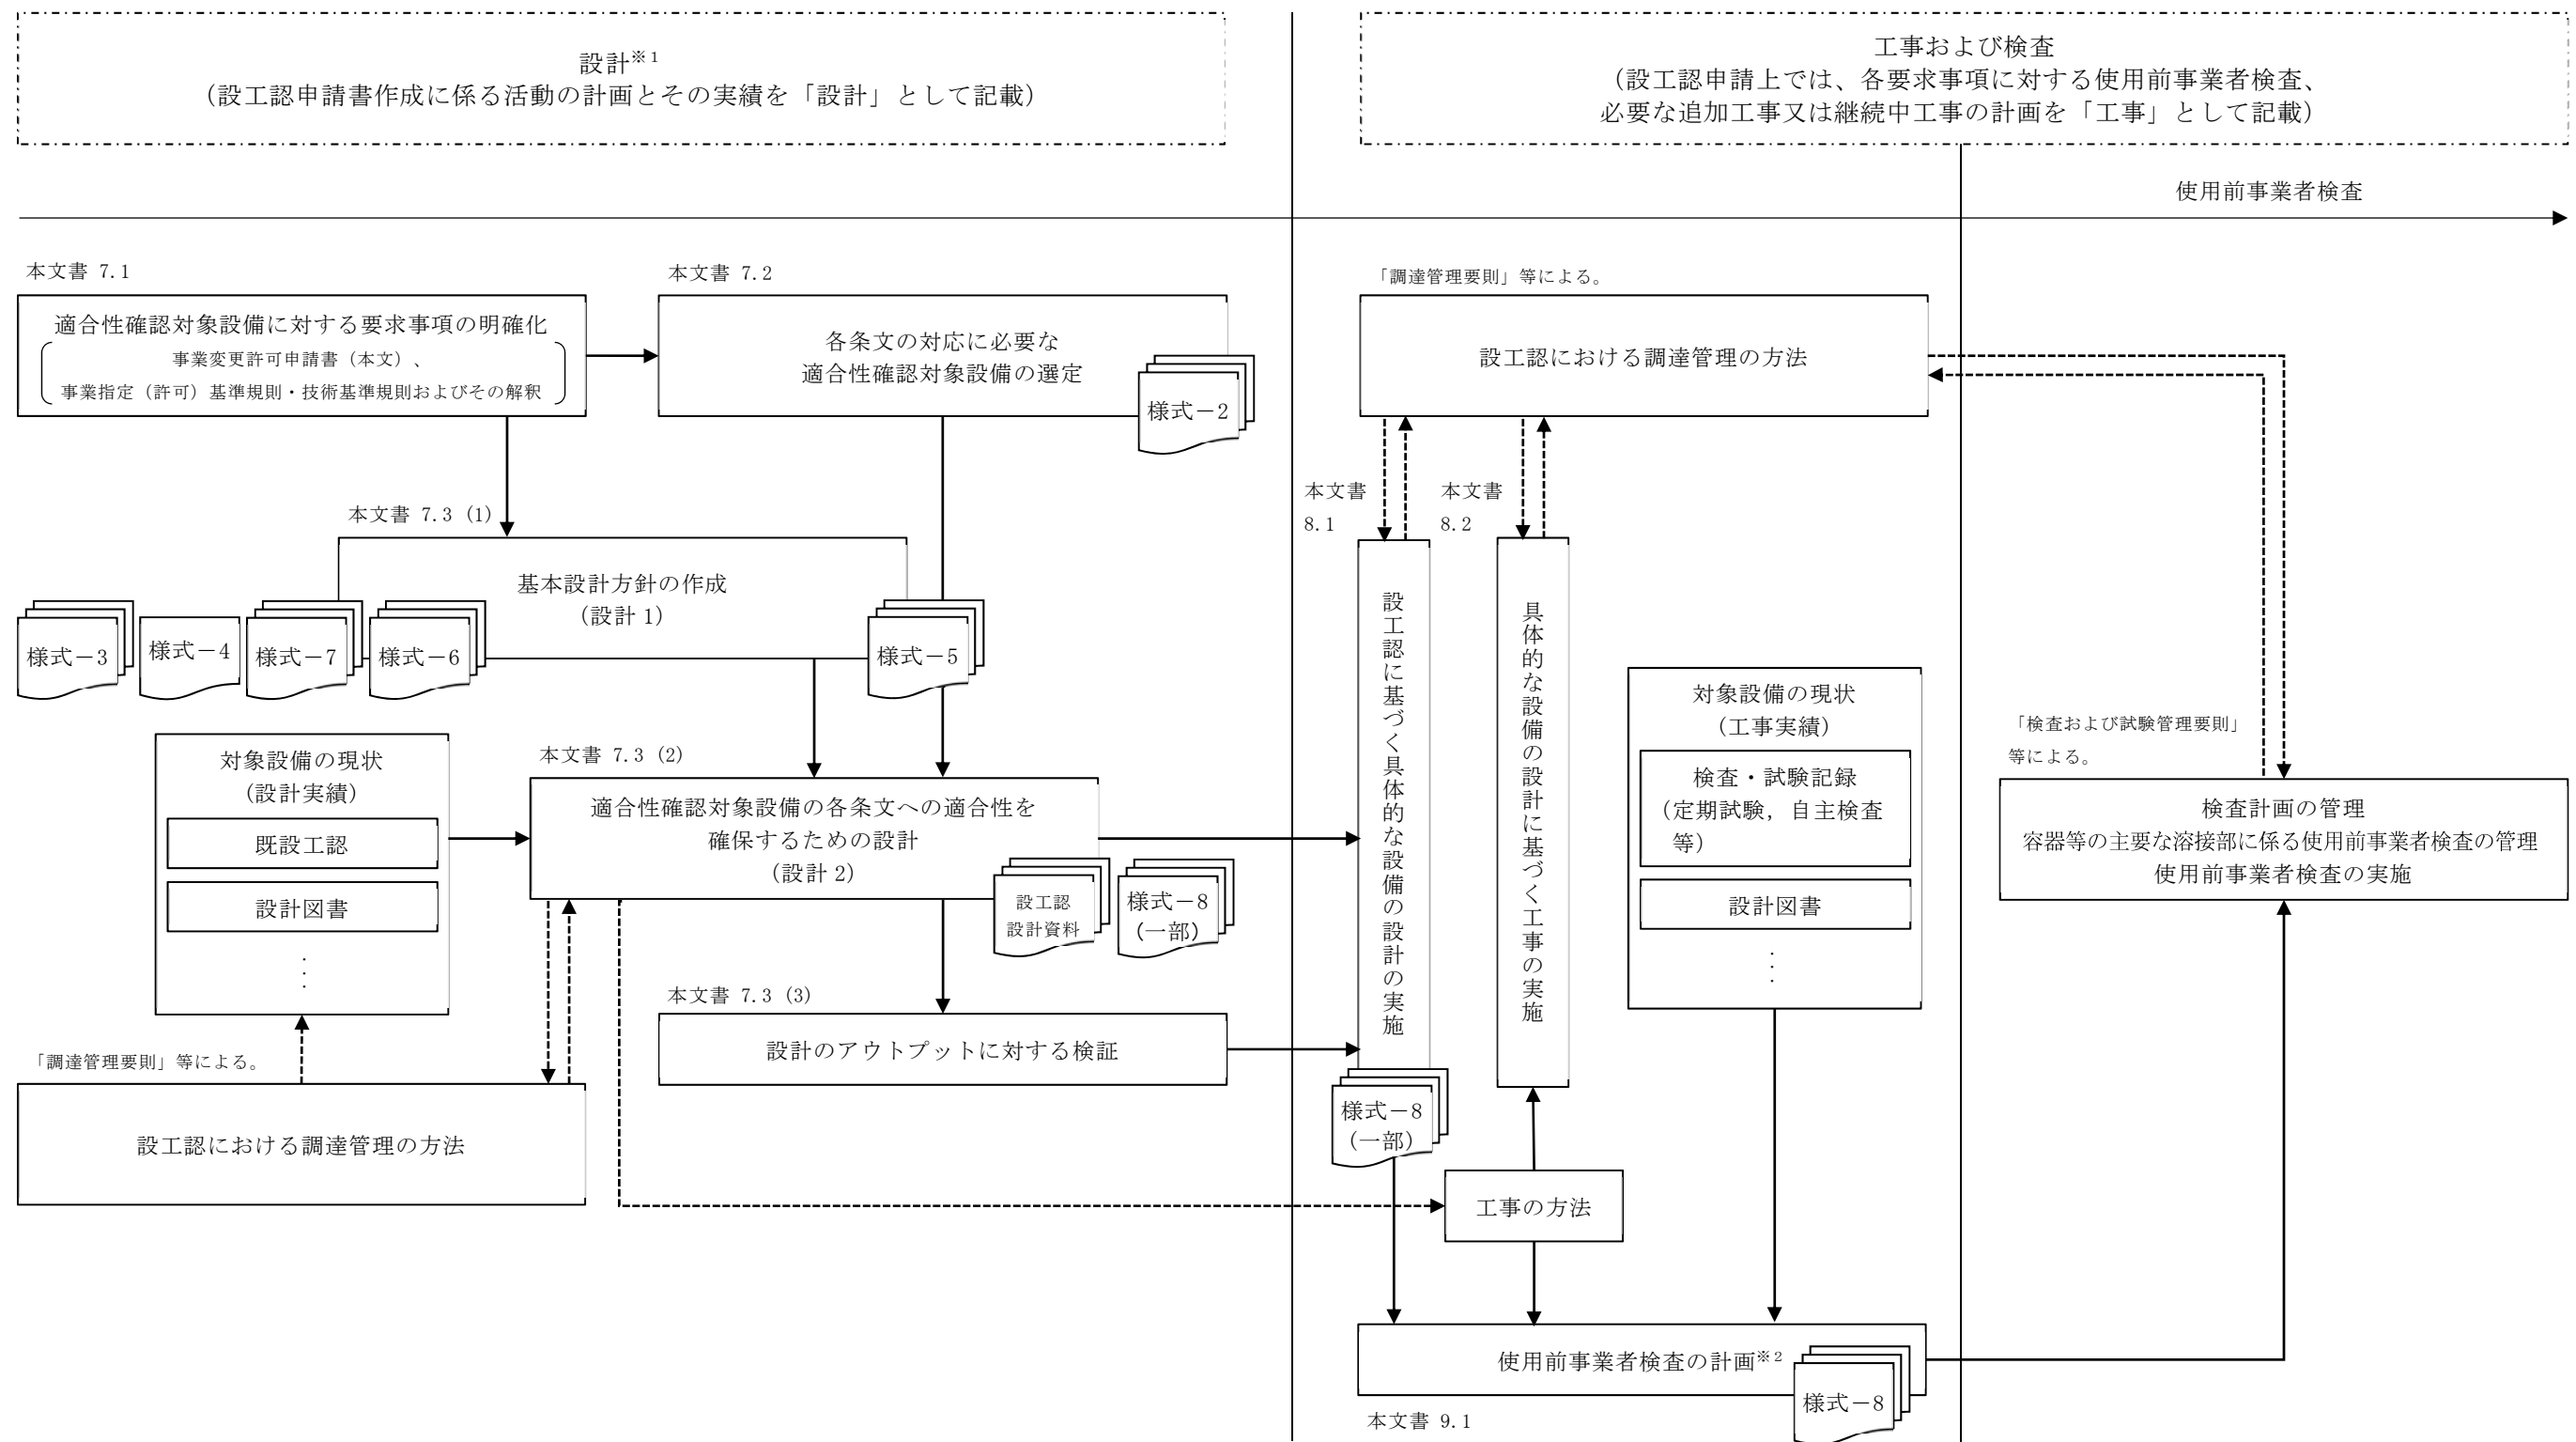 設計※1
（設工認申請書作成に係る活動の計画とその実績を「設計」として記載）
工事および検査
（設工認申請上では、各要求事項に対する使用前事業者検査、
必要な追加工事又は継続中工事の計画を「工事」として記載）
使用前事業者検査
本文書 7.1
適合性確認対象設備に対する要求事項の明確化
事業変更許可申請書（本文）、
事業指定（許可）基準規則・技術基準規則およびその解釈
本文書 7.2
各条文の対応に必要な
適合性確認対象設備の選定
様式－2
本文書 7.3 (1)
基本設計方針の作成
（設計 1）
様式－3
様式－4
様式－7
様式－6
様式－5
対象設備の現状
（設計実績）
既設工認
設計図書
・・・
本文書 7.3 (2)
適合性確認対象設備の各条文への適合性を
確保するための設計
（設計 2）
設工認
設計資料
様式－8
（一部）
本文書 7.3 (3)
設計のアウトプットに対する検証
「調達管理要則」等による。
設工認における調達管理の方法
「調達管理要則」等による。
設工認における調達管理の方法
本文書
8.1
設工認に基づく具体的な設備の設計の実施
様式－8
（一部）
本文書
8.2
具体的な設備の設計に基づく工事の実施
工事の方法
対象設備の現状
（工事実績）
検査・試験記録
（定期試験，自主検査
等）
設計図書
・・・
使用前事業者検査の計画※2
様式－8
本文書 9.1
「検査および試験管理要則」
等による。
検査計画の管理
容器等の主要な溶接部に係る使用前事業者検査の管理
使用前事業者検査の実施